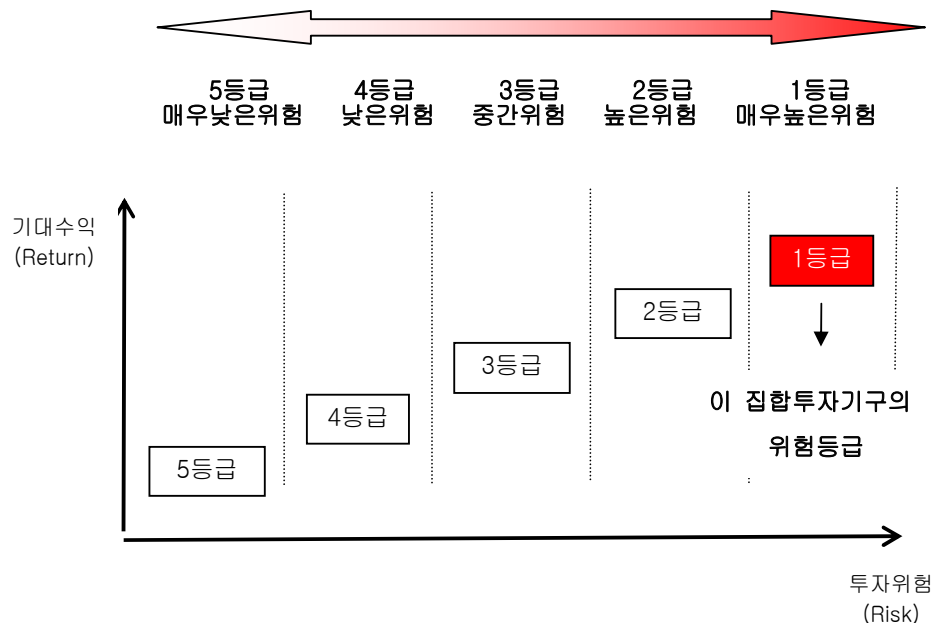 5등급 4등급 3등급 2등급 1등급
매우낮은위험 낮은위험 중간위험 높은위험 매우높은위험
기대수익
(Return)
1등급
2등급
3등급
4등급
5등급
이 집합투자기구의
위험등급
투자위험
(Risk)